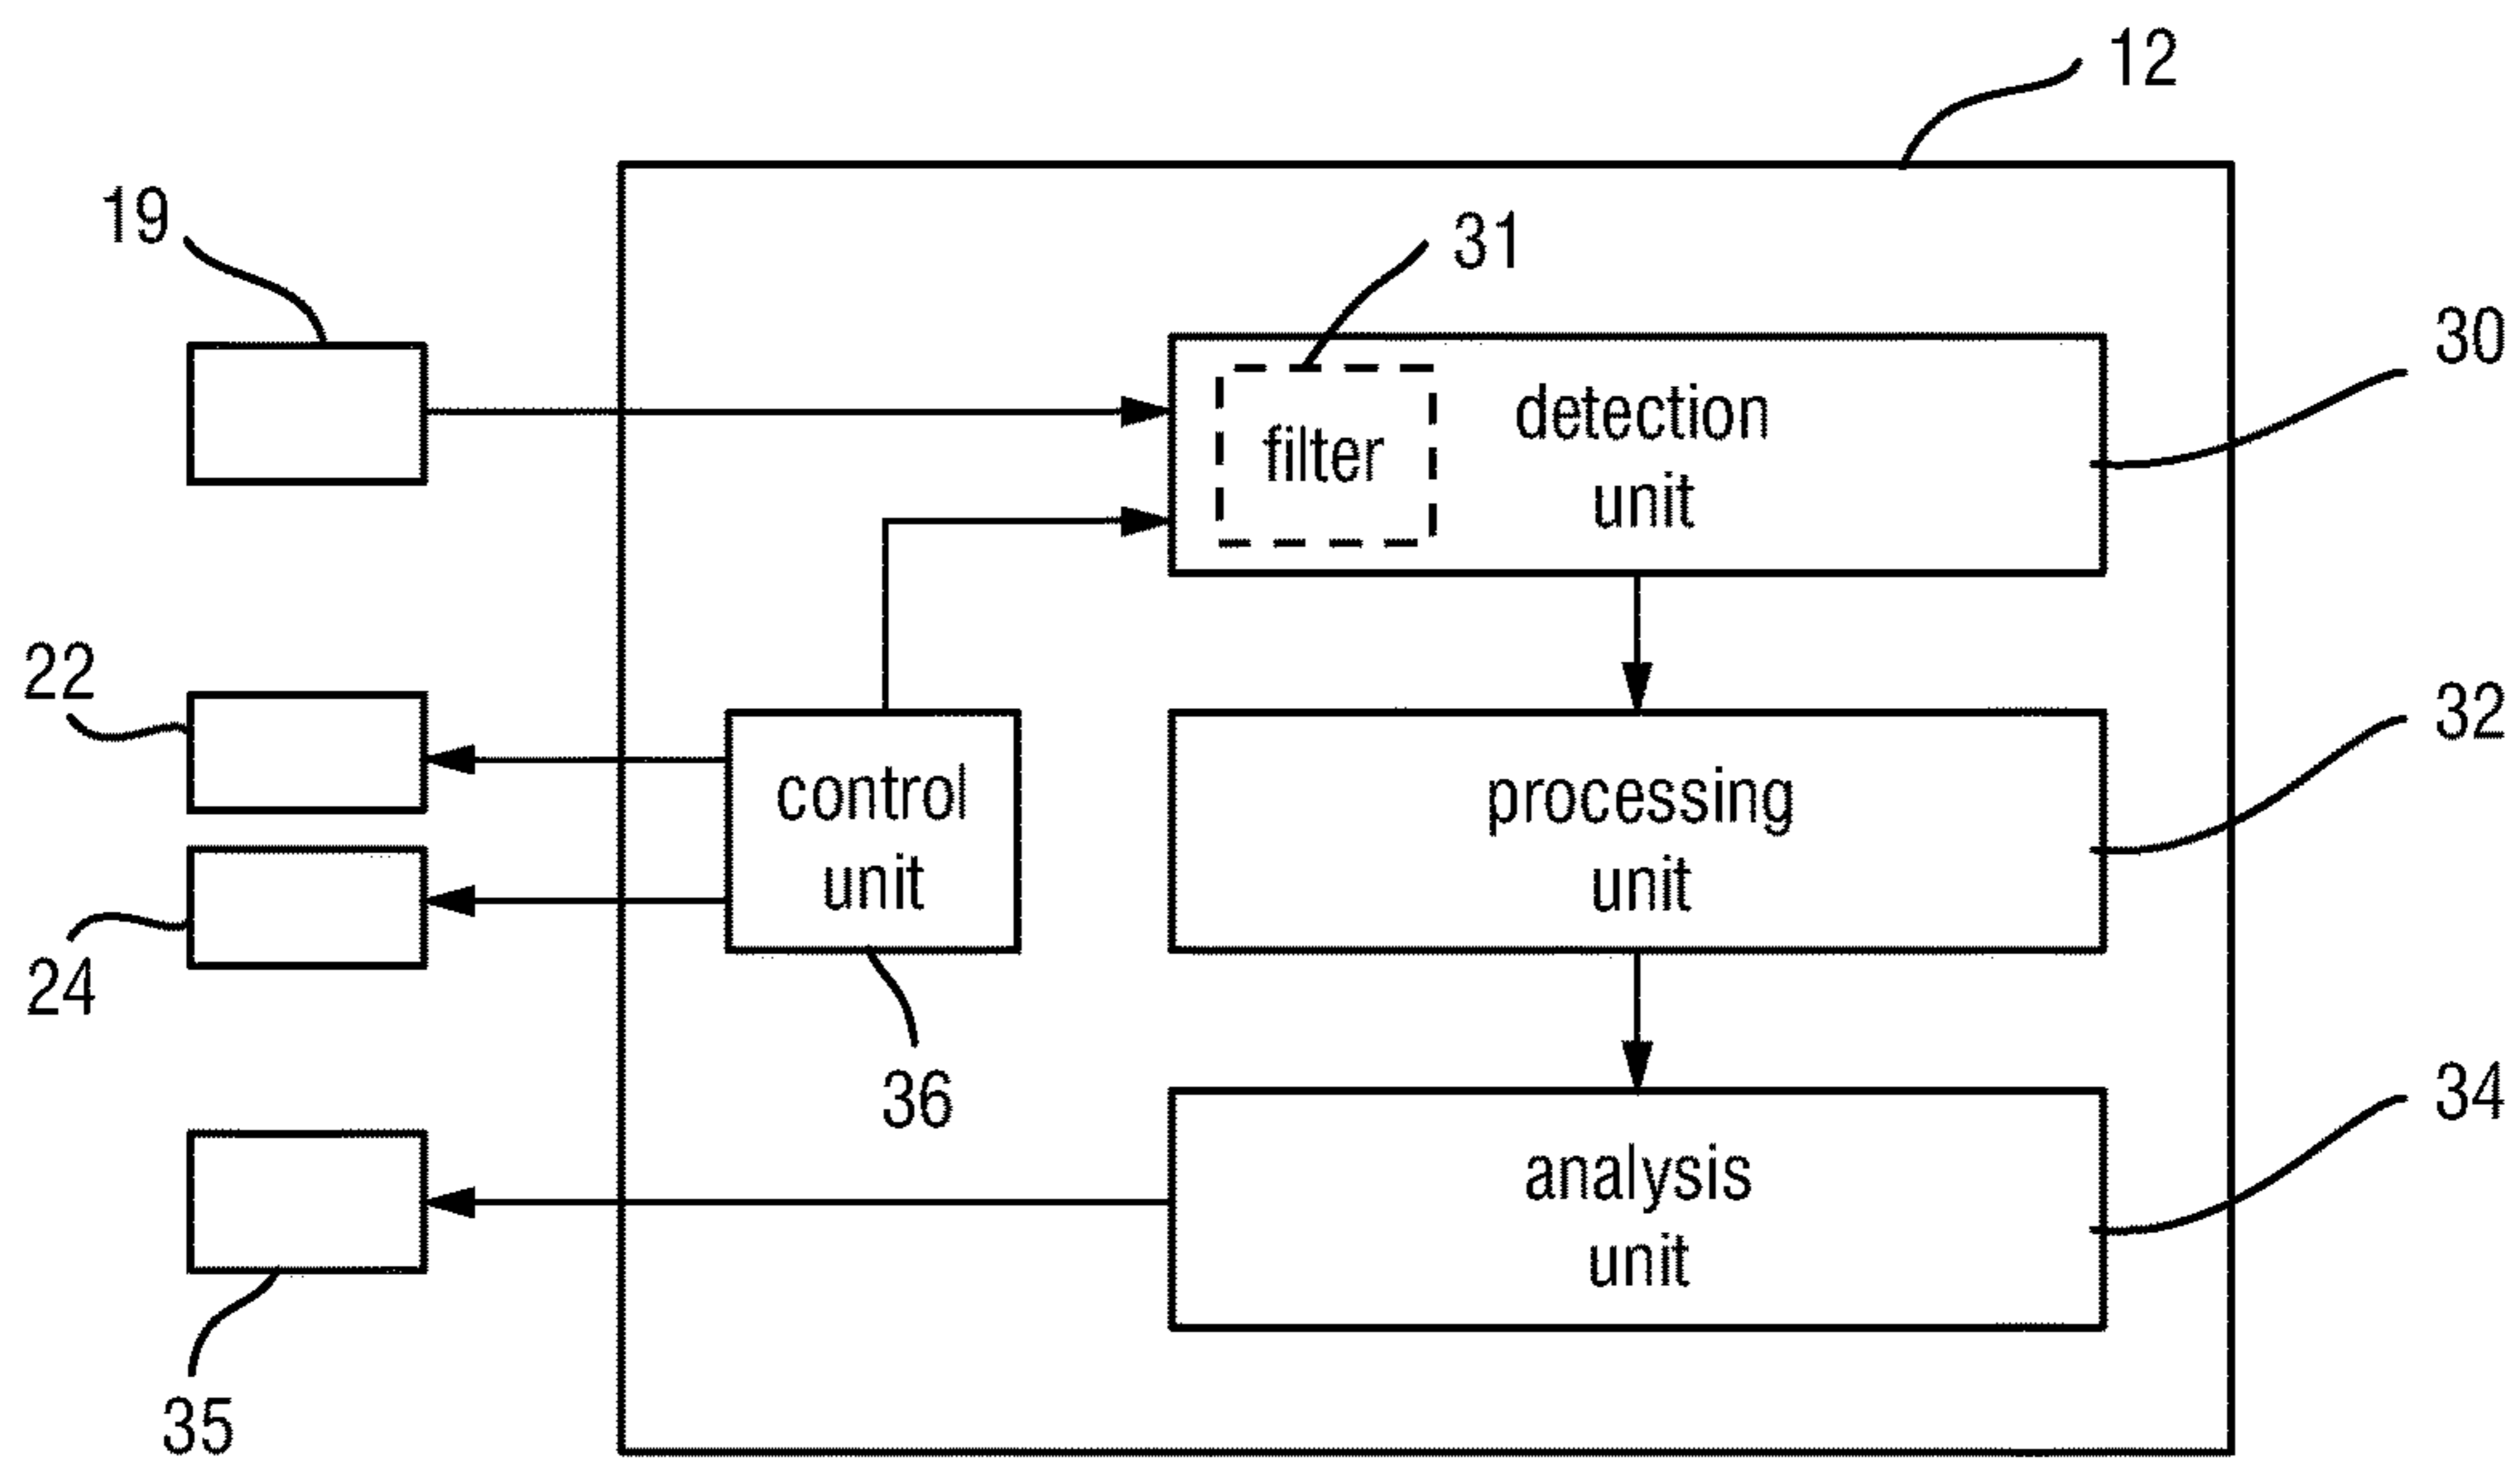 12
19
31
30
detection
filter
unit
22
32
control
unit
processing
unit
24
36
34
analysis
unit
35